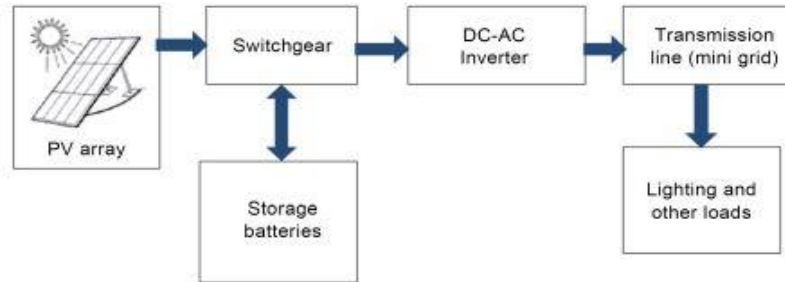 PV array
Switchgear
DC-AC
Inverter
Transmission
line (mini grid)
Storage
batteries
Lighting and
other loads